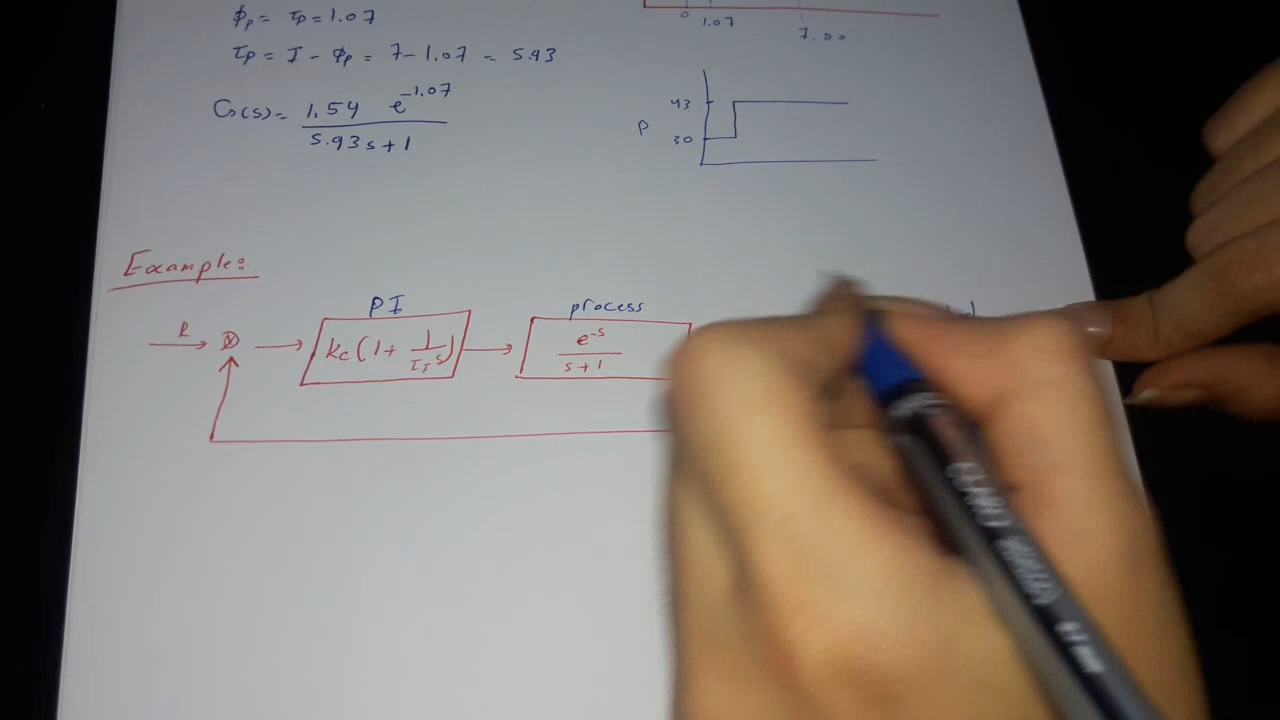 ϕp = τp = 1.07
τp = I - ϕp = 7 - 1.07 = 5.93
G(s) = 1.54 e^-1.07 / 5.93s + 1
0 1.07 7.00
43
P
30
Example:
PI
process
R
kc(1 + 1/τI s)
e^-s / s + 1